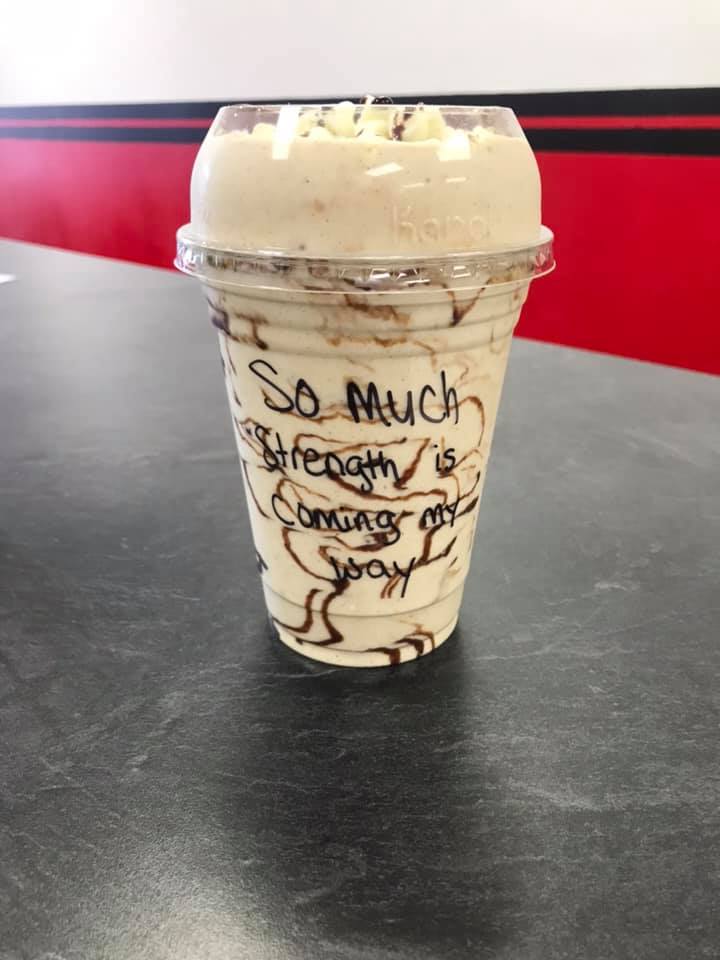 So Much
Strength is
coming my
way